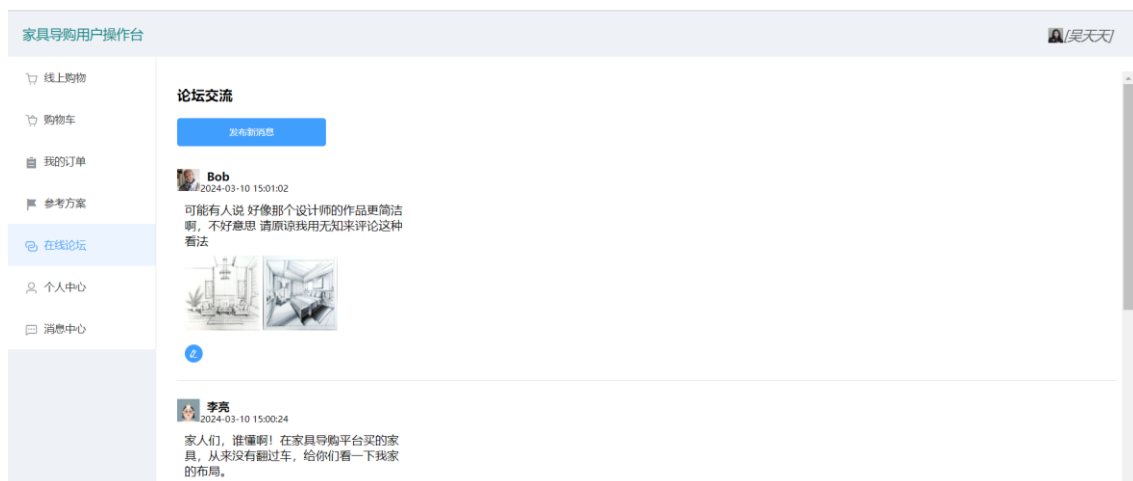 家具导购用户操作台
[吴天天]
线上购物
购物车
我的订单
参考方案
在线论坛
个人中心
消息中心
论坛交流
发布新消息
Bob
2024-03-10 15:01:02
可能有人说 好像那个设计师的作品更简洁
啊，不好意思 请原谅我用无知来评论这种
看法
李亮
2024-03-10 15:00:24
家人们，谁懂啊！在家具导购平台买的家
具，从来没有翻过车，给你们看一下我家
的布局。